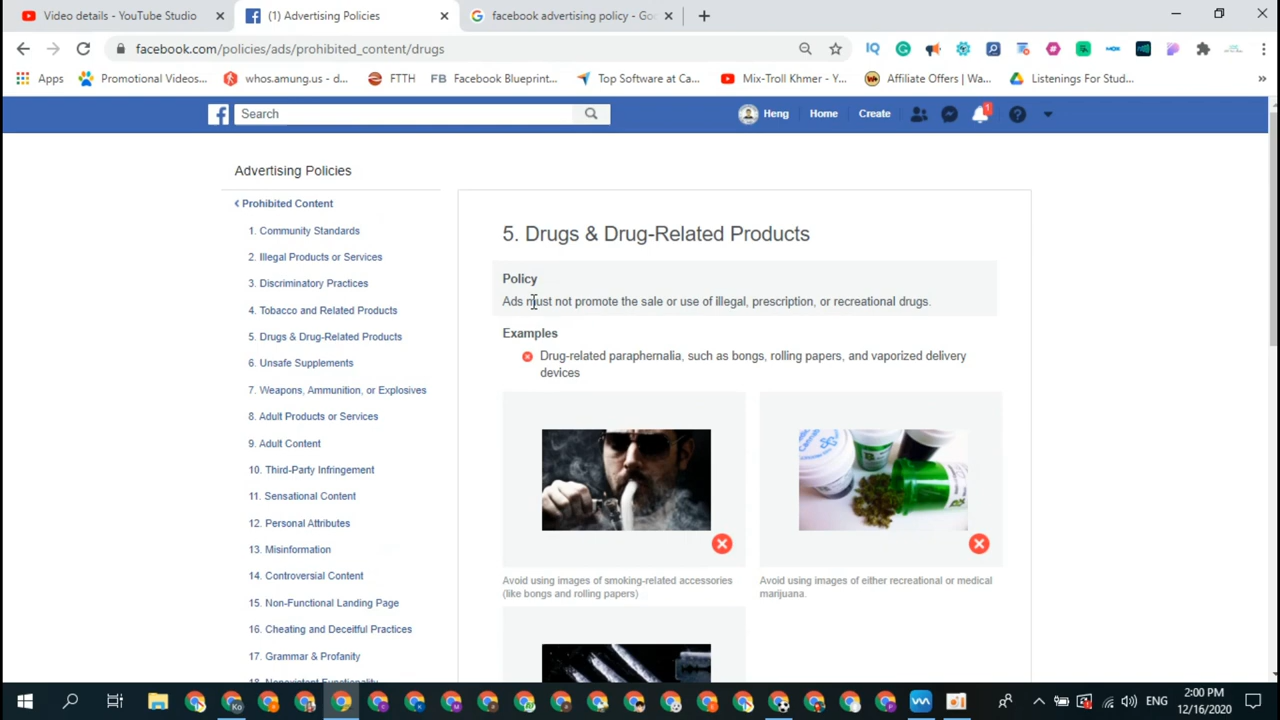 Video details - YouTube Studio
(1) Advertising Policies
facebook advertising policy - Goo
facebook.com/policies/ads/prohibited_content/drugs
Apps
Promotional Videos...
whos.amung.us - d...
FTTH
FB Facebook Blueprint...
Top Software at Ca...
Mix-Troll Khmer - Y...
Affiliate Offers | Wa...
Listenings For Stud...
Search
Heng
Home
Create
1
Advertising Policies
Prohibited Content
1. Community Standards
2. Illegal Products or Services
3. Discriminatory Practices
4. Tobacco and Related Products
5. Drugs & Drug-Related Products
6. Unsafe Supplements
7. Weapons, Ammunition, or Explosives
8. Adult Products or Services
9. Adult Content
10. Third-Party Infringement
11. Sensational Content
12. Personal Attributes
13. Misinformation
14. Controversial Content
15. Non-Functional Landing Page
16. Cheating and Deceitful Practices
17. Grammar & Profanity
18. Nonexistent Functionality
5. Drugs & Drug-Related Products
Policy
Ads must not promote the sale or use of illegal, prescription, or recreational drugs.
Examples
Drug-related paraphernalia, such as bongs, rolling papers, and vaporized delivery
devices
Avoid using images of smoking-related accessories
(like bongs and rolling papers)
Avoid using images of either recreational or medical
marijuana.
ENG
2:00 PM
12/16/2020